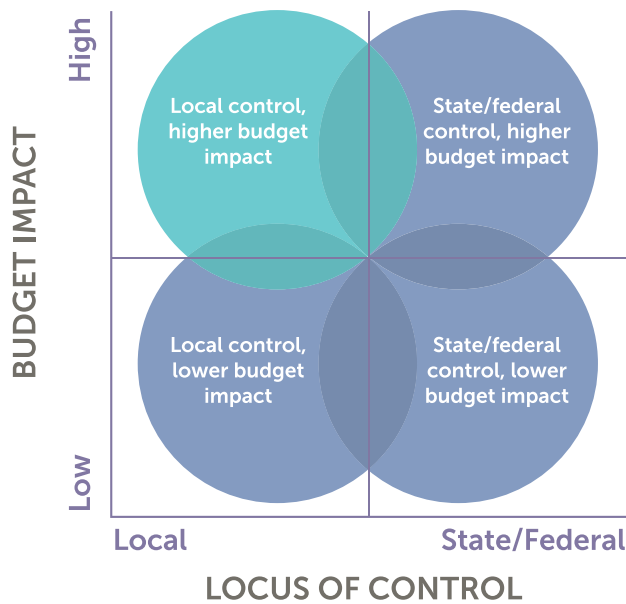 High
BUDGET IMPACT
Low
Local control,
higher budget
impact
State/federal
control, higher
budget impact
Local control,
lower budget
impact
State/federal
control, lower
budget impact
Local
State/Federal
LOCUS OF CONTROL